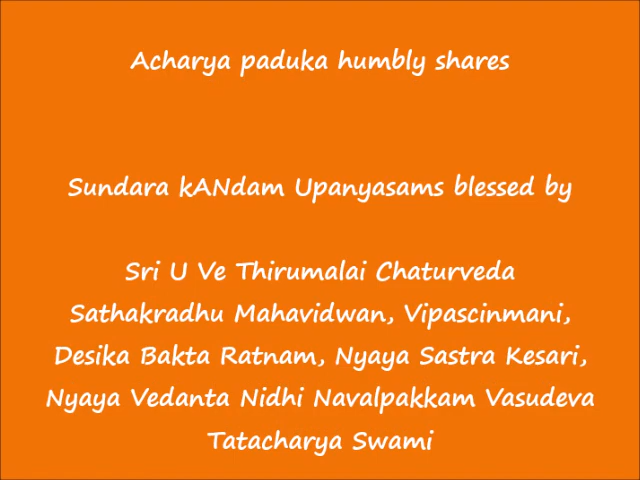 Acharya paduka humbly shares
Sundara kANdam Upanyasams blessed by
Sri U Ve Thirumalai Chaturveda
Sathakradhu Mahavidwan, Vipascinmani,
Desika Bakta Ratnam, Nyaya Sastra Kesari,
Nyaya Vedanta Nidhi Navalpakkam Vasudeva
Tatacharya Swami